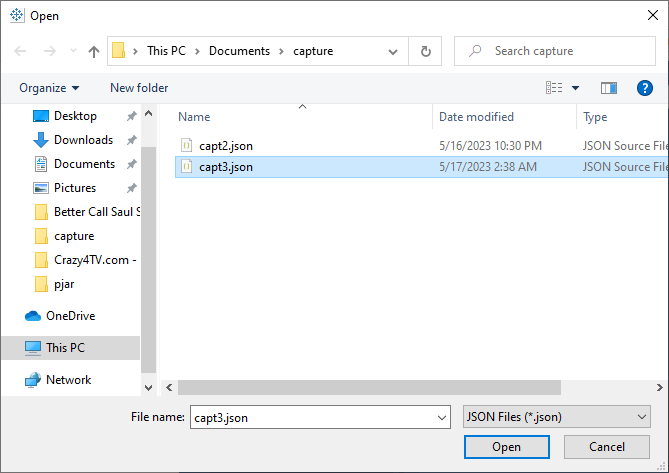 Open
This PC > Documents > capture
Search capture
Organize
New folder
?
Desktop
Downloads
Documents
Pictures
Better Call Saul S
capture
Crazy4TV.com -
pjar
OneDrive
This PC
Network
Name Date modified Type
capt2.json 5/16/2023 10:30 PM JSON Source File
capt3.json 5/17/2023 2:38 AM JSON Source File
File name: capt3.json
JSON Files (*.json)
Open Cancel